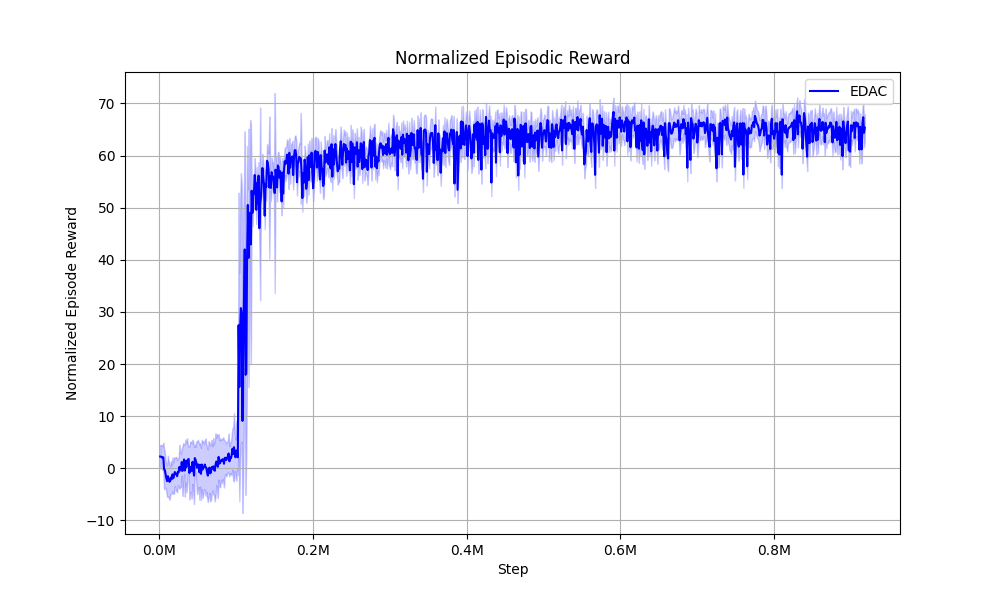 Normalized Episodic Reward
EDAC
Normalized Episode Reward
70
60
50
40
30
20
10
0
−10
0.0M 0.2M 0.4M 0.6M 0.8M
Step